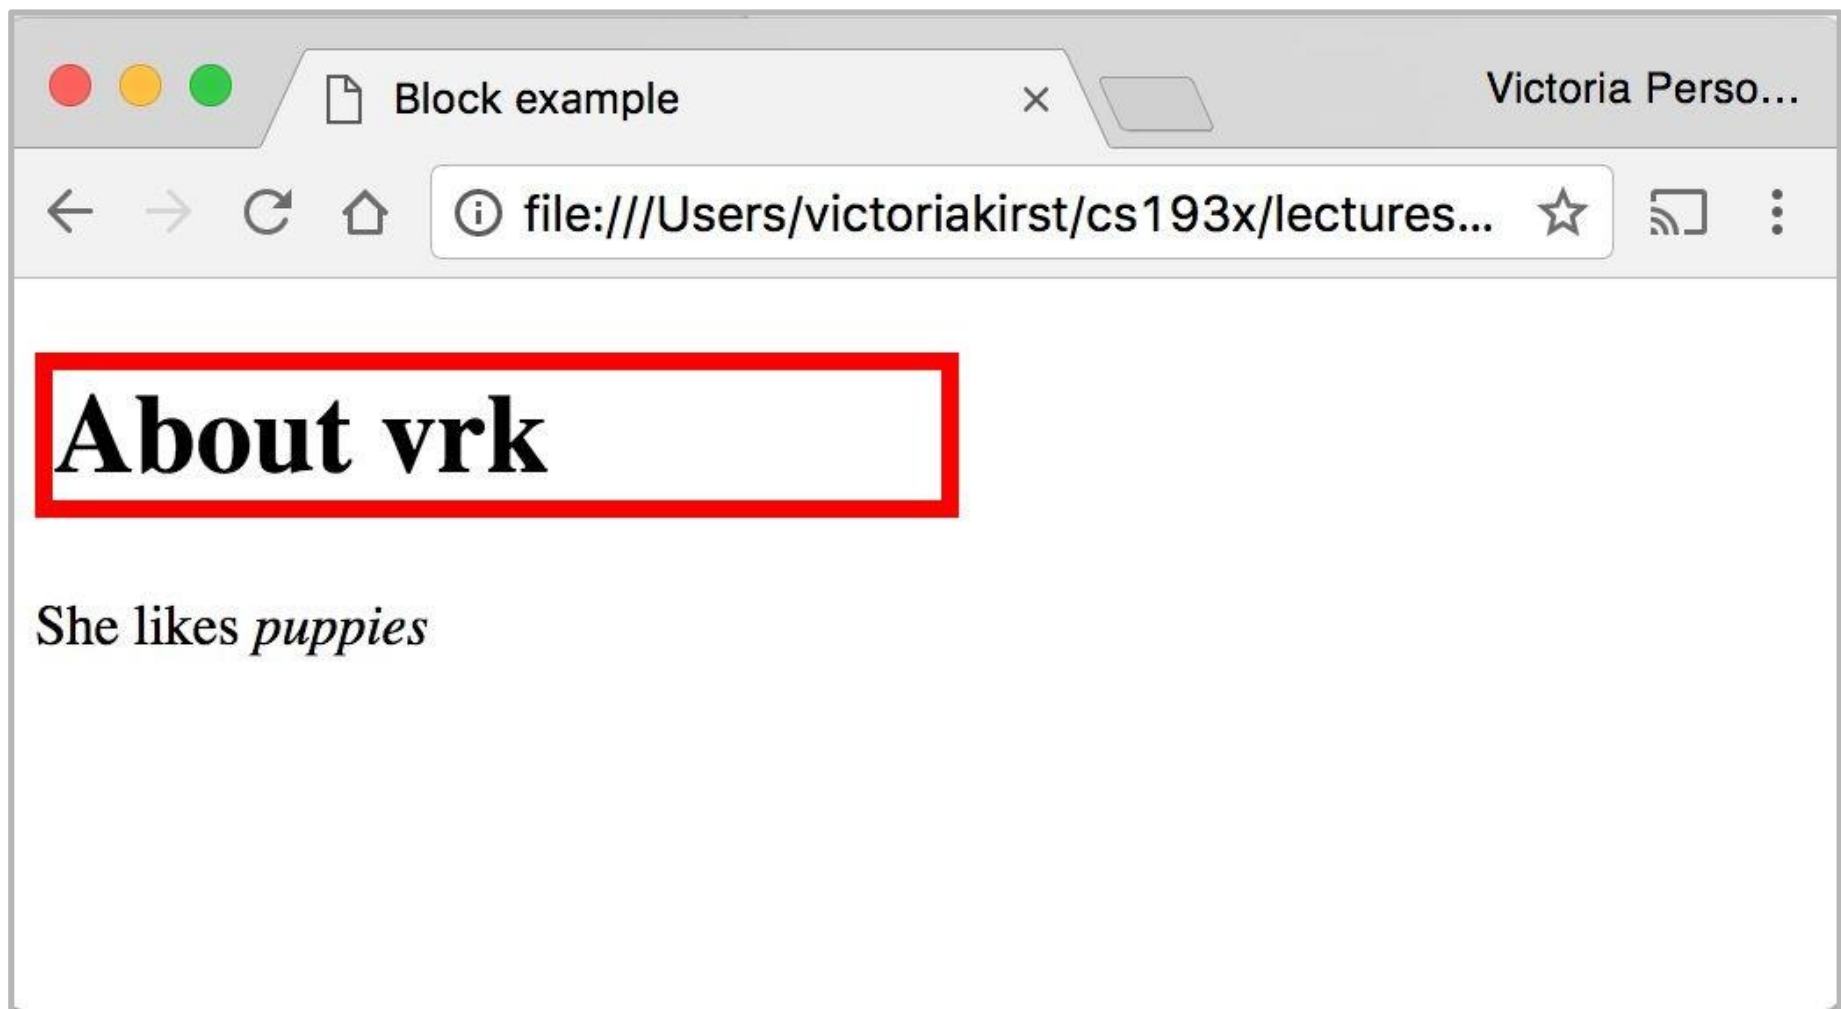 Block example
Victoria Perso...
file:///Users/victoriakirst/cs193x/lectures...
About vrk
She likes puppies